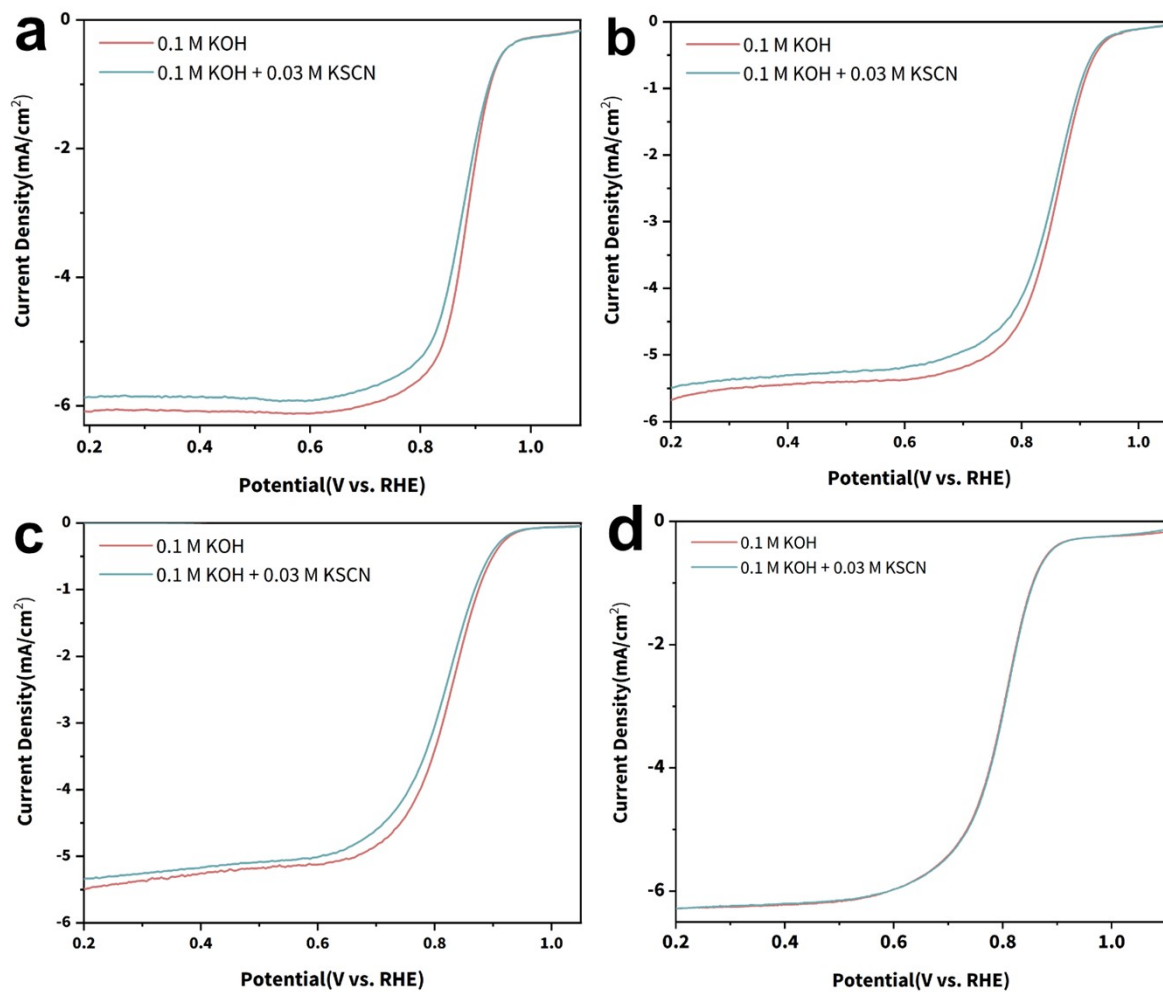 a
0.1 M KOH
0.1 M KOH + 0.03 M KSCN
0
-2
-4
-6
Current Density(mA/cm²)
0.2
0.4
0.6
0.8
1.0
Potential(V vs. RHE)
b
0.1 M KOH
0.1 M KOH + 0.03 M KSCN
0
-1
-2
-3
-4
-5
-6
Current Density(mA/cm²)
0.2
0.4
0.6
0.8
1.0
Potential(V vs. RHE)
c
0.1 M KOH
0.1 M KOH + 0.03 M KSCN
0
-1
-2
-3
-4
-5
-6
Current Density(mA/cm²)
0.2
0.4
0.6
0.8
1.0
Potential(V vs. RHE)
d
0.1 M KOH
0.1 M KOH + 0.03 M KSCN
0
-2
-4
-6
Current Density(mA/cm²)
0.2
0.4
0.6
0.8
1.0
Potential(V vs. RHE)